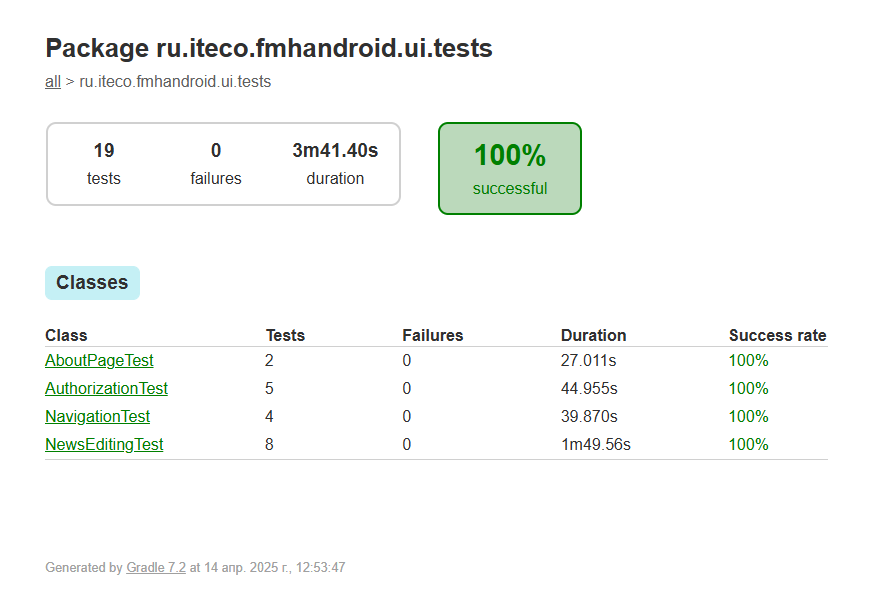 Package ru.iteco.fmhandroid.ui.tests
all > ru.iteco.fmhandroid.ui.tests
19 0 3m41.40s
tests failures duration
100%
successful
Classes
Class Tests Failures Duration Success rate
AboutPageTest 2 0 27.011s 100%
AuthorizationTest 5 0 44.955s 100%
NavigationTest 4 0 39.870s 100%
NewsEditingTest 8 0 1m49.56s 100%
Generated by Gradle 7.2 at 14 апр. 2025 г., 12:53:47